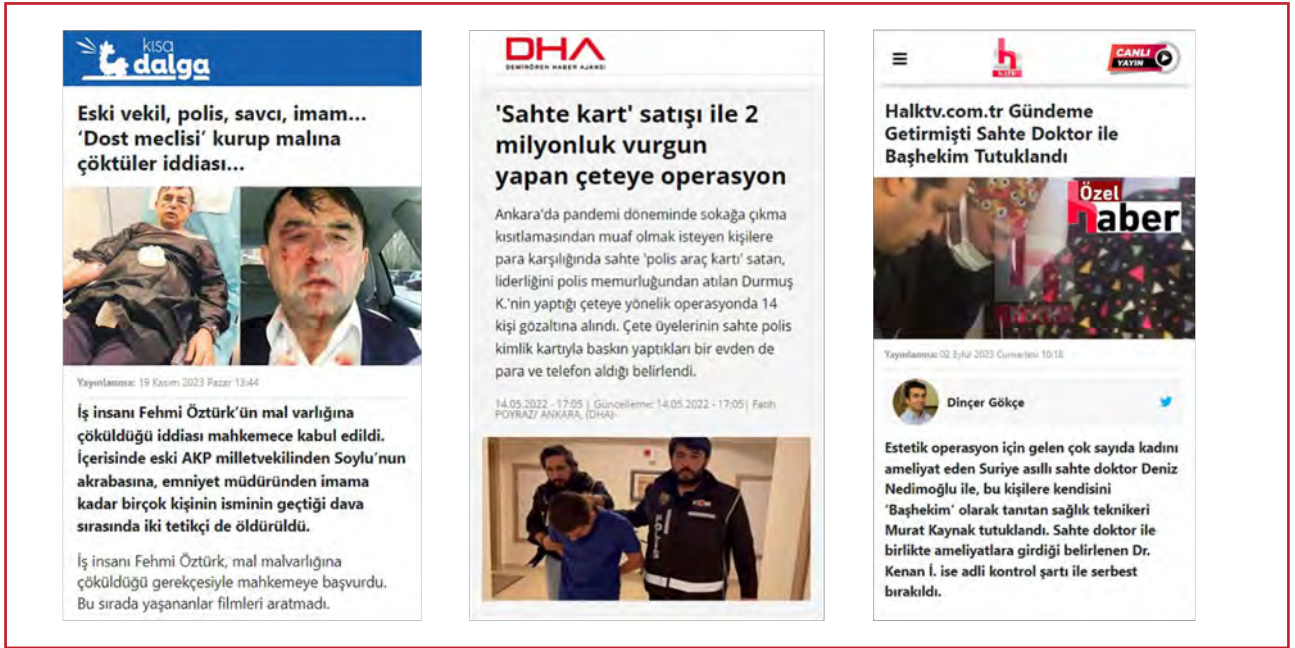 kısa
dalga
Eski vekil, polis, savcı, imam...
'Dost meclisi' kurup malına
çöktüler iddiası...
Yayınlanma: 19 Kasım 2023 Pazar 13:44
İş insanı Fehmi Öztürk'ün mal varlığına
çöküldüğü iddiası mahkemece kabul edildi.
İçerisinde eski AKP milletvekilinden Soylu'nun
akrabasına, emniyet müdüründen imama
kadar birçok kişinin isminin geçtiği dava
sırasında iki tetikçi de öldürüldü.
İş insanı Fehmi Öztürk, mal malvarlığına
çöküldüğü gerekçesiyle mahkemeye başvurdu.
Bu sırada yaşananlar filmleri aratmadı.
DHA
DEMİRÖREN HABER AJANSI
'Sahte kart' satışı ile 2
milyonluk vurgun
yapan çeteye operasyon
Ankara'da pandemi döneminde sokağa çıkma
kısıtlamasından muaf olmak isteyen kişilere
para karşılığında sahte 'polis araç kartı' satan,
liderliğini polis memurluğundan atılan Durmuş
K.'nin yaptığı çeteye yönelik operasyonda 14
kişi gözaltına alındı. Çete üyelerinin sahte polis
kimlik kartıyla baskın yaptıkları bir evden de
para ve telefon aldığı belirlendi.
14.05.2022 - 17:05 | Güncelleme: 14.05.2022 - 17:05| Fatih
POYRAZ/ ANKARA, (DHA)-
POLİS
h
CANLI
YAYIN
Halktv.com.tr Gündeme
Getirmişti Sahte Doktor ile
Başhekim Tutuklandı
Özel
haber
Yayınlanma: 02 Eylül 2023 Cumartesi 10:18
Dinçer Gökçe
Estetik operasyon için gelen çok sayıda kadını
ameliyat eden Suriye asıllı sahte doktor Deniz
Nedimoğlu ile, bu kişilere kendisini
'Başhekim' olarak tanıtan sağlık teknikeri
Murat Kaynak tutuklandı. Sahte doktor ile
birlikte ameliyatlara girdiği belirlenen Dr.
Kenan İ. ise adli kontrol şartı ile serbest
bırakıldı.